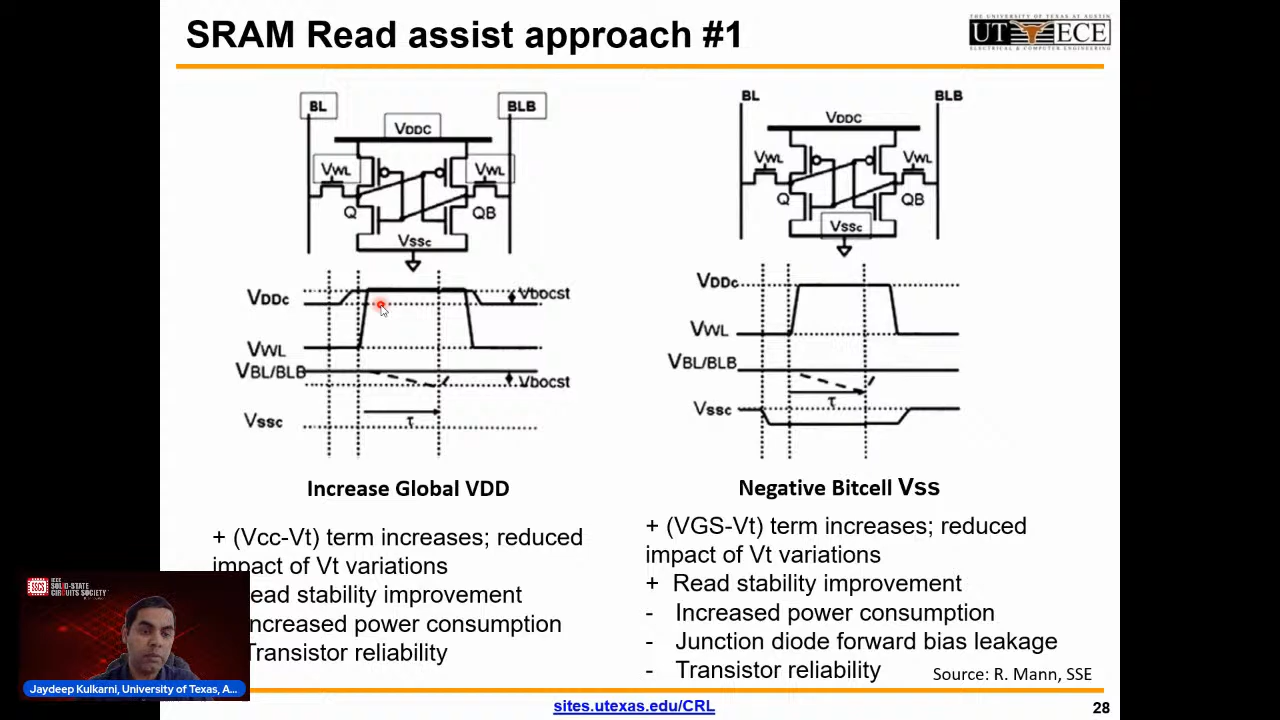 SRAM Read assist approach #1
THE UNIVERSITY OF TEXAS AT AUSTIN
UT ECE
ELECTRICAL & COMPUTER ENGINEERING
BL
BLB
VDDC
VWL
VWL
Q
QB
VSSc
VDDc
Vbocst
VWL
VBL/BLB
Vbocst
τ
Vssc
Increase Global VDD
+ (Vcc-Vt) term increases; reduced
impact of Vt variations
ead stability improvement
ncreased power consumption
Transistor reliability
BL
BLB
VDDC
VWL
VWL
Q
QB
VSSc
VDDc
VWL
VBL/BLB
τ
Vssc
Negative Bitcell Vss
+ (VGS-Vt) term increases; reduced
impact of Vt variations
+ Read stability improvement
- Increased power consumption
- Junction diode forward bias leakage
- Transistor reliability
Source: R. Mann, SSE
IEEE
SOLID-STATE
CIRCUITS SOCIETY
SSCS
Jaydeep Kulkarni, University of Texas, A...
sites.utexas.edu/CRL
28